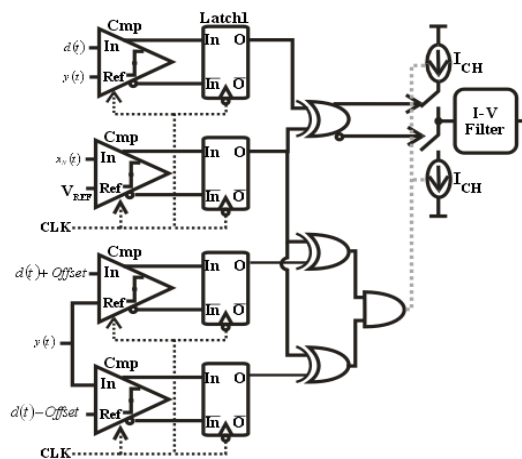 Cmp
Latch1
d(t)
In
In
O
y(t)
Ref
In
O
I_CH
Cmp
x_v(t)
In
In
O
V_REF
Ref
In
O
I-V
Filter
I_CH
CLK
Cmp
In
O
d(t)+Offset
In
Ref
In
O
y(t)
Cmp
In
In
O
d(t)-Offset
Ref
In
O
CLK